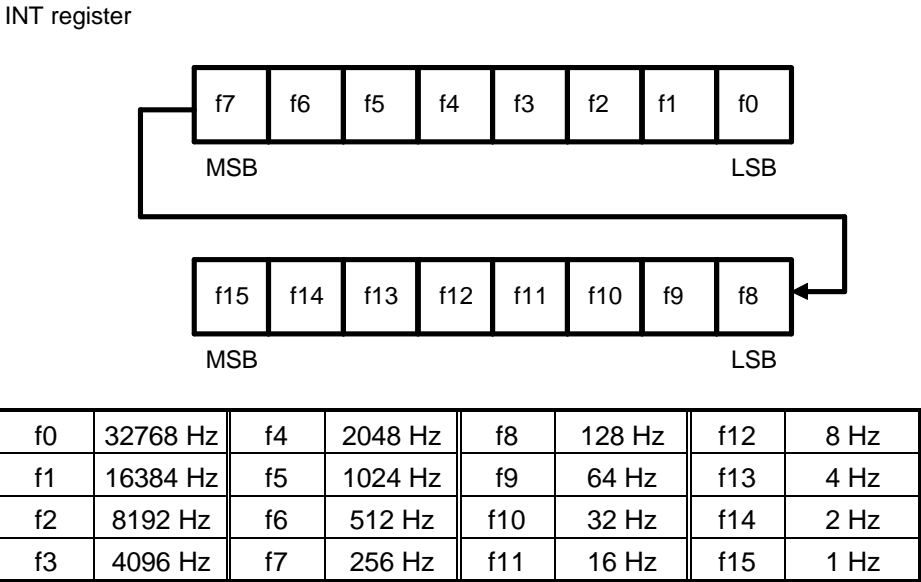 INT register
f7 f6 f5 f4 f3 f2 f1 f0
MSB LSB
f15 f14 f13 f12 f11 f10 f9 f8
MSB LSB
f0 32768 Hz f4 2048 Hz f8 128 Hz f12 8 Hz
f1 16384 Hz f5 1024 Hz f9 64 Hz f13 4 Hz
f2 8192 Hz f6 512 Hz f10 32 Hz f14 2 Hz
f3 4096 Hz f7 256 Hz f11 16 Hz f15 1 Hz